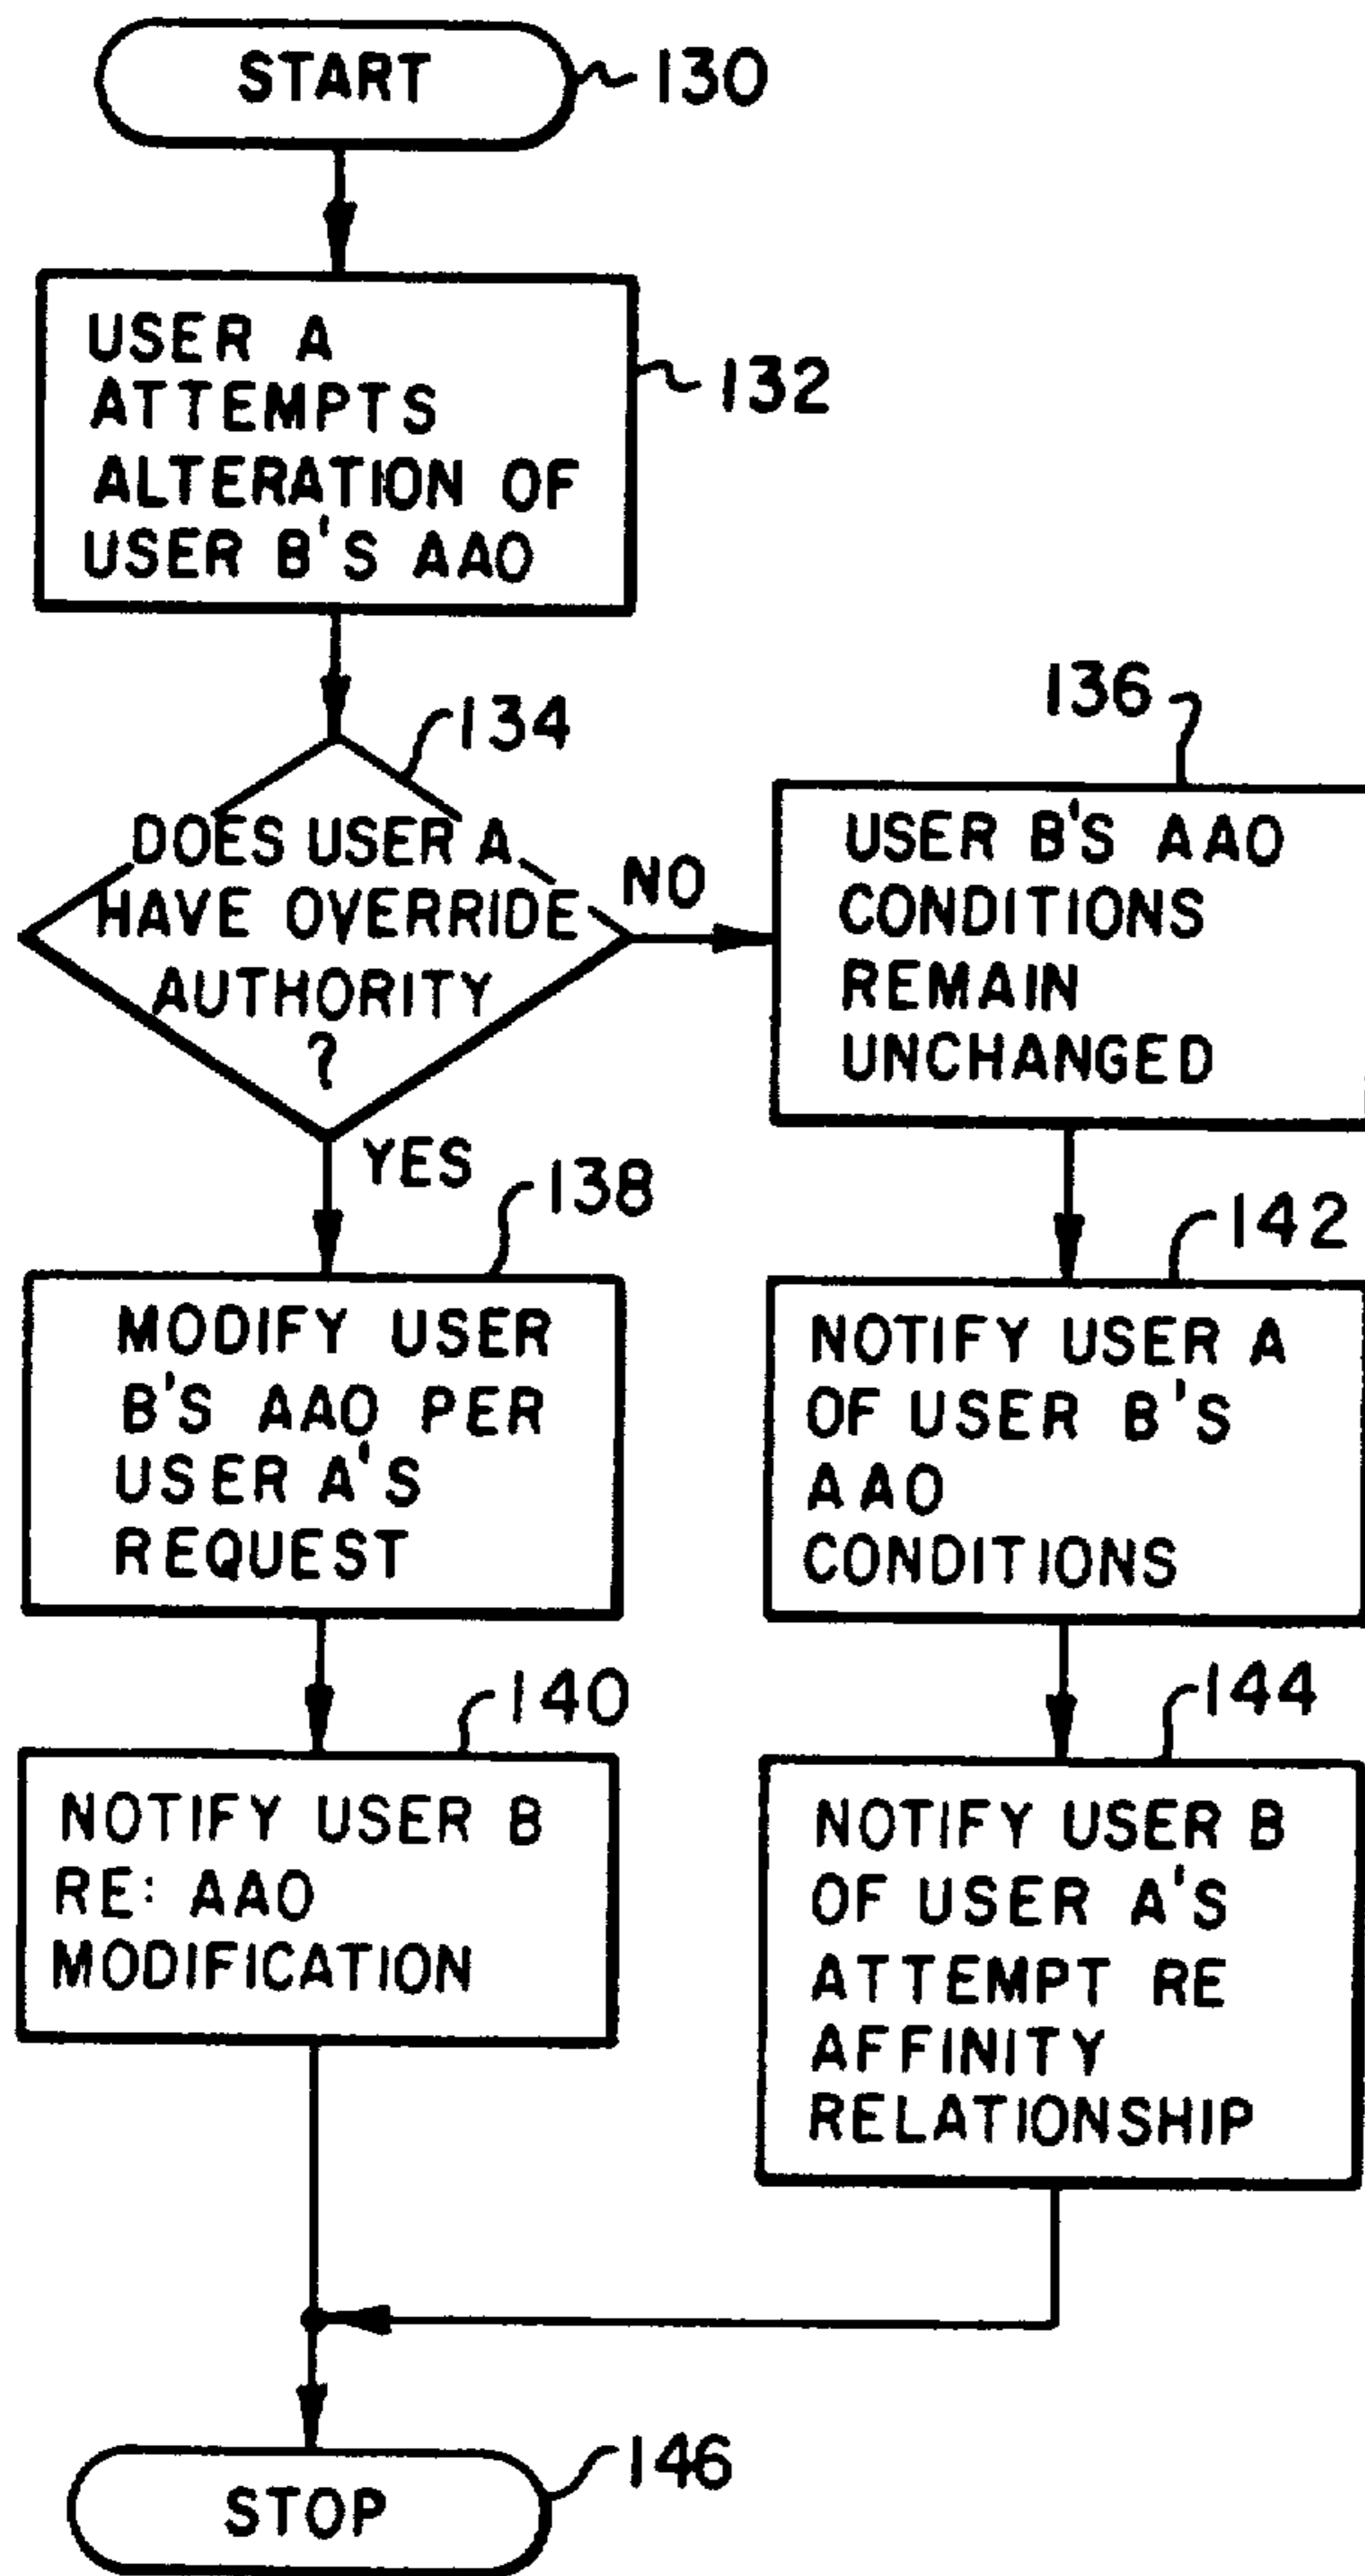 START
130
USER A
ATTEMPTS
ALTERATION OF
USER B'S AAO
132
134
DOES USER A
HAVE OVERRIDE
AUTHORITY
?
NO
YES
136
USER B'S AAO
CONDITIONS
REMAIN
UNCHANGED
138
MODIFY USER
B'S AAO PER
USER A'S
REQUEST
142
NOTIFY USER A
OF USER B'S
AAO
CONDITIONS
140
NOTIFY USER B
RE: AAO
MODIFICATION
144
NOTIFY USER B
OF USER A'S
ATTEMPT RE
AFFINITY
RELATIONSHIP
STOP
146